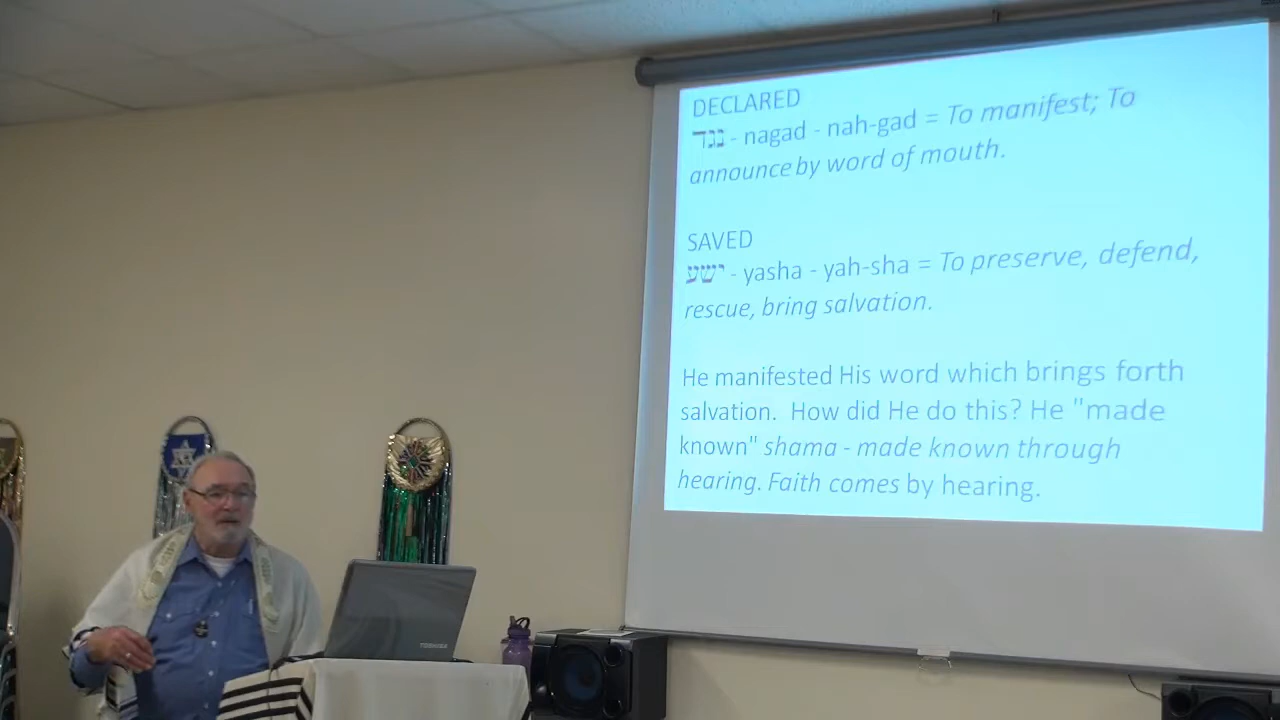 DECLARED
נגד - nagad - nah-gad = To manifest; To
announce by word of mouth.
SAVED
ישע - yasha - yah-sha = To preserve, defend,
rescue, bring salvation.
He manifested His word which brings forth
salvation. How did He do this? He "made
known" shama - made known through
hearing. Faith comes by hearing.
TOSHIBA